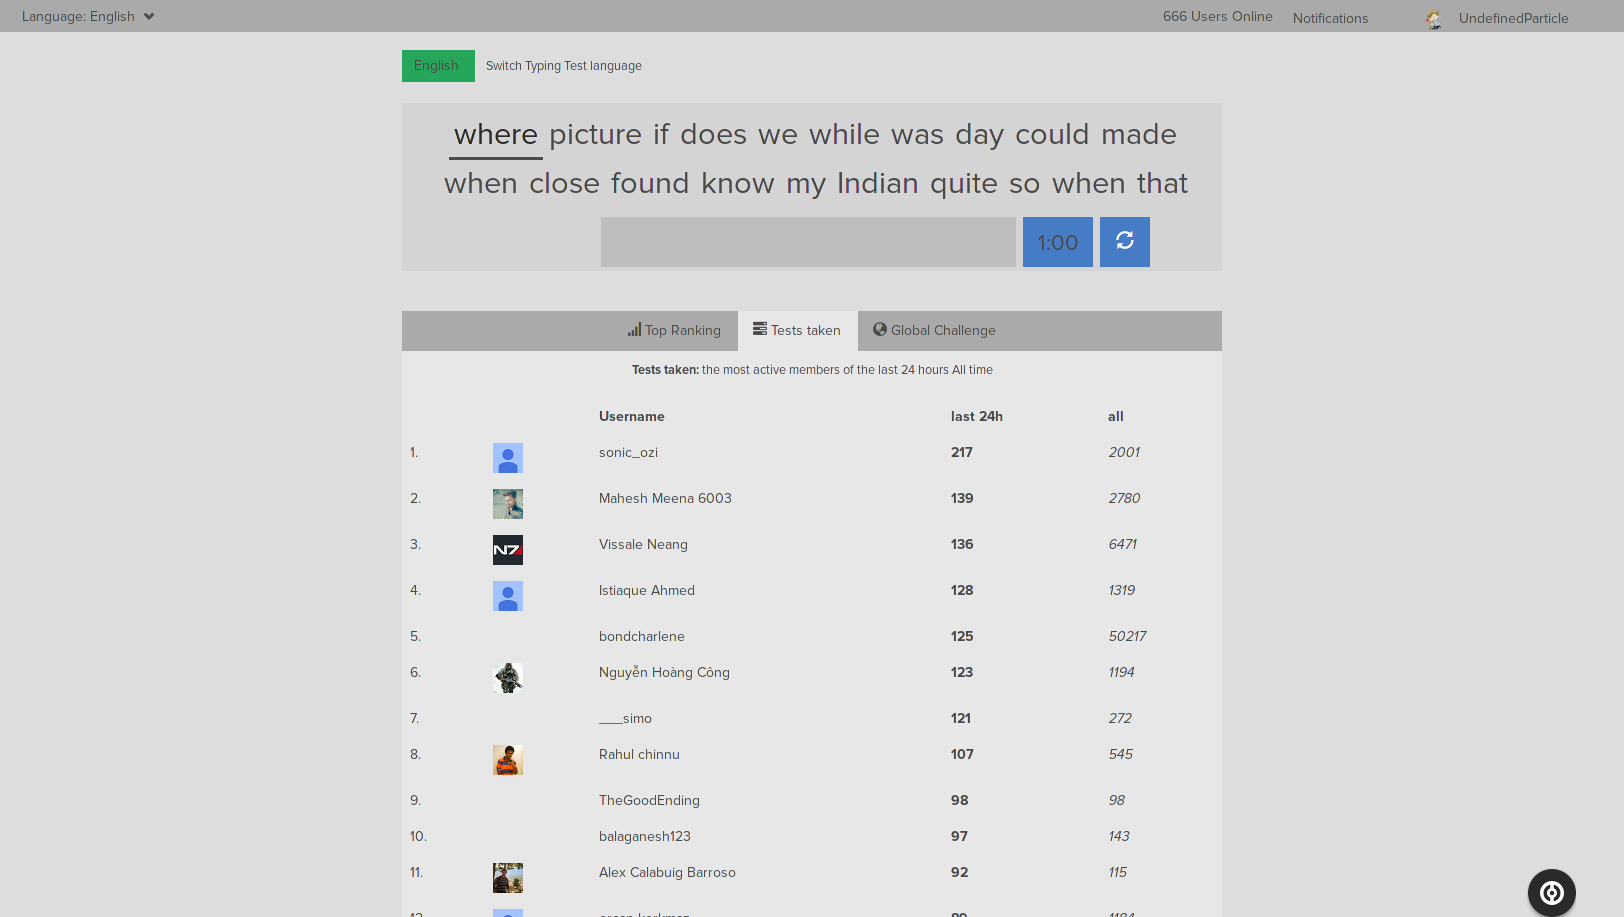 Language: English
666 Users Online Notifications UndefinedParticle
English Switch Typing Test language
where picture if does we while was day could made
when close found know my Indian quite so when that
1:00
Top Ranking Tests taken Global Challenge
Tests taken: the most active members of the last 24 hours All time
Username last 24h all
1. sonic_ozi 217 2001
2. Mahesh Meena 6003 139 2780
3. N7 Vissale Neang 136 6471
4. Istiaque Ahmed 128 1319
5. bondcharlene 125 50217
6. Nguyễn Hoàng Công 123 1194
7. ___simo 121 272
8. Rahul chinnu 107 545
9. TheGoodEnding 98 98
10. balaganesh123 97 143
11. Alex Calabuig Barroso 92 115